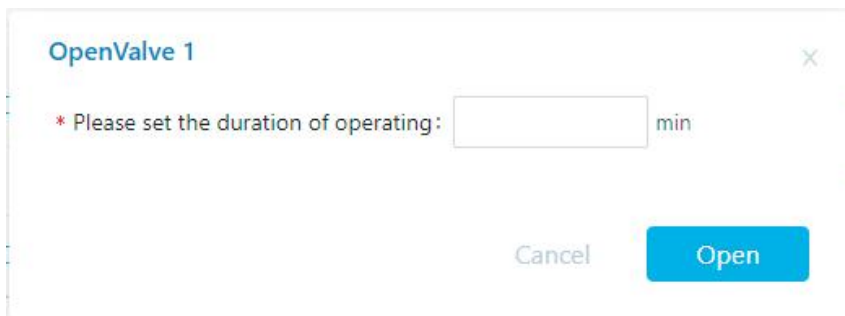 OpenValve 1
* Please set the duration of operating: min
Cancel Open